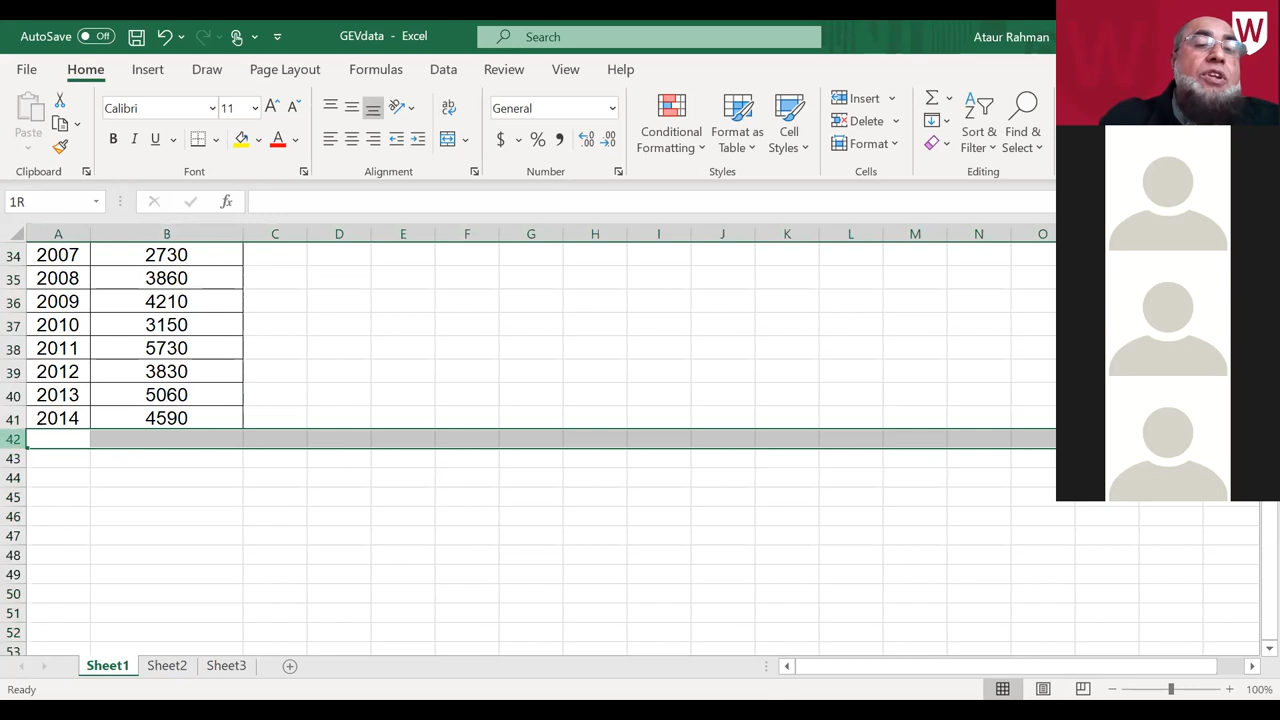 AutoSave Off GEVdata - Excel Search Ataur Rahman W
File Home Insert Draw Page Layout Formulas Data Review View Help
Paste Calibri 11 General Conditional Formatting Format as Table Cell Styles Insert Delete Format Sort & Filter Find & Select
Clipboard Font Alignment Number Styles Cells Editing
1R fx
A B C D E F G H I J K L M N O
34 2007 2730
35 2008 3860
36 2009 4210
37 2010 3150
38 2011 5730
39 2012 3830
40 2013 5060
41 2014 4590
42
43
44
45
46
47
48
49
50
51
52
53
Sheet1 Sheet2 Sheet3
Ready 100%